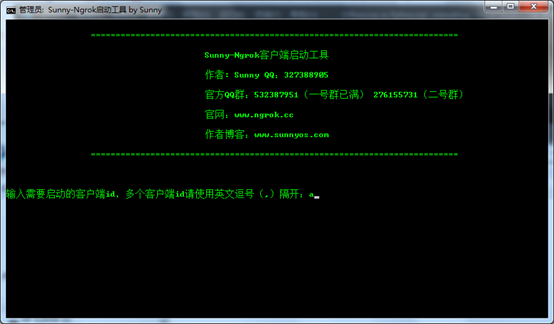 管理员: Sunny-Ngrok启动工具 by Sunny
Sunny-Ngrok客户端启动工具
作者: Sunny QQ: 327388905
官方QQ群: 532387951（一号群已满） 276155731（二号群）
官网: www.ngrok.cc
作者博客: www.sunnyos.com
输入需要启动的客户端id, 多个客户端id请使用英文逗号（,）隔开: a